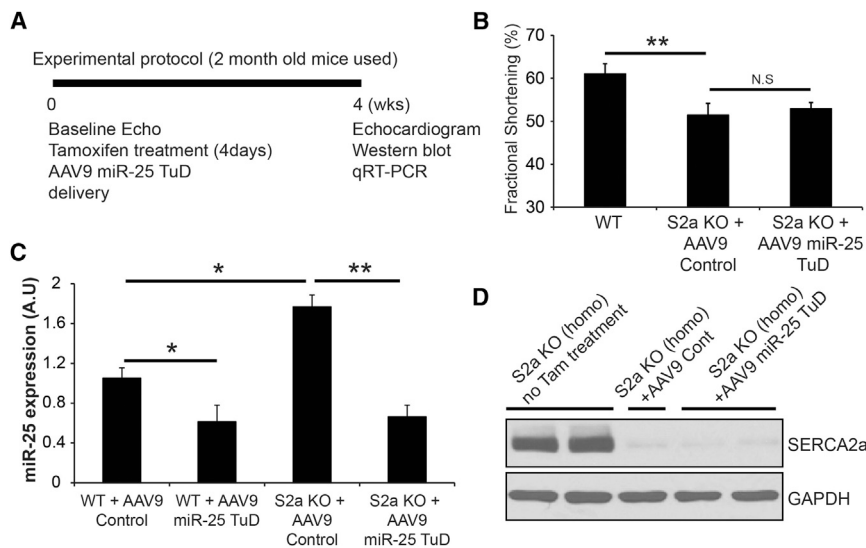 A
Experimental protocol (2 month old mice used)
0
4 (wks)
Baseline Echo
Tamoxifen treatment (4days)
AAV9 miR-25 TuD
delivery
Echocardiogram
Western blot
qRT-PCR
B
Fractional Shortening (%)
70
60
50
40
30
**
N.S
WT
S2a KO +
AAV9
Control
S2a KO +
AAV9 miR-25
TuD
C
miR-25 expression (A.U)
2
1.6
1.2
0.8
0.4
0
*
*
**
WT + AAV9
Control
WT + AAV9
miR-25 TuD
S2a KO +
AAV9
Control
S2a KO +
AAV9
miR-25 TuD
D
S2a KO (homo)
no Tam treatment
S2a KO (homo)
+AAV9 Cont
S2a KO (homo)
+AAV9 miR-25 TuD
SERCA2a
GAPDH